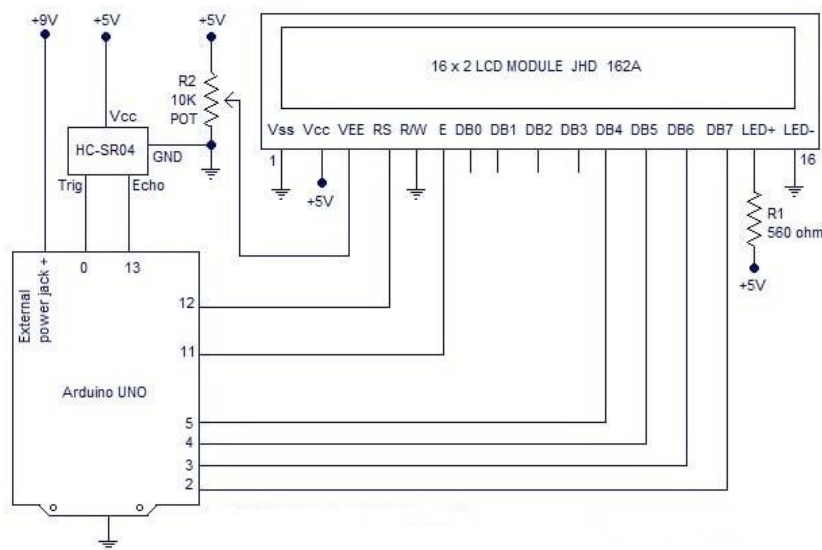 +9V
+5V
+5V
R2
10K
POT
Vcc
HC-SR04
GND
Trig
Echo
16 x 2 LCD MODULE JHD 162A
Vss Vcc VEE RS R/W E DB0 DB1 DB2 DB3 DB4 DB5 DB6 DB7 LED+ LED-
1
16
+5V
R1
560 ohm
+5V
External
power jack +
0
13
12
11
Arduino UNO
5
4
3
2